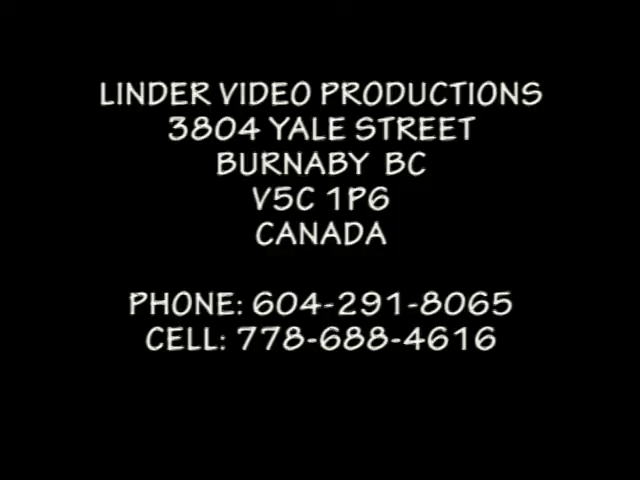 LINDER VIDEO PRODUCTIONS
3804 YALE STREET
BURNABY BC
V5C 1P6
CANADA
PHONE: 604-291-8065
CELL: 778-688-4616